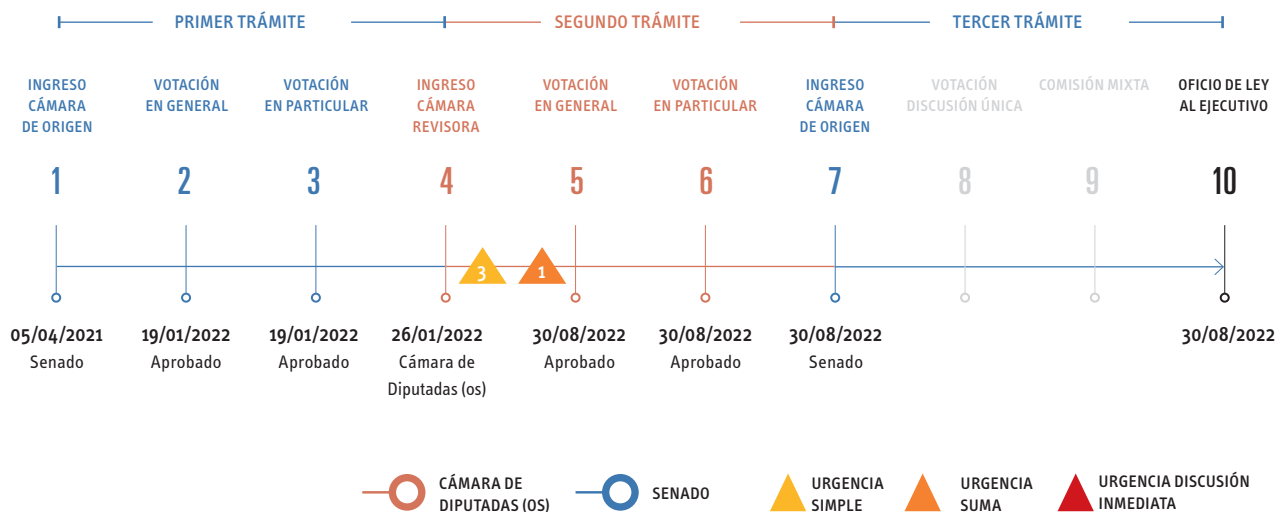 PRIMER TRÁMITE
SEGUNDO TRÁMITE
TERCER TRÁMITE
INGRESO
CÁMARA
DE ORIGEN
VOTACIÓN
EN GENERAL
VOTACIÓN
EN PARTICULAR
INGRESO
CÁMARA
REVISORA
VOTACIÓN
EN GENERAL
VOTACIÓN
EN PARTICULAR
INGRESO
CÁMARA
DE ORIGEN
VOTACIÓN
DISCUSIÓN ÚNICA
COMISIÓN MIXTA
OFICIO DE LEY
AL EJECUTIVO
1
2
3
4
5
6
7
8
9
10
3
1
05/04/2021
Senado
19/01/2022
Aprobado
19/01/2022
Aprobado
26/01/2022
Cámara de
Diputadas (os)
30/08/2022
Aprobado
30/08/2022
Aprobado
30/08/2022
Senado
30/08/2022
CÁMARA DE
DIPUTADAS (OS)
SENADO
URGENCIA
SIMPLE
URGENCIA
SUMA
URGENCIA DISCUSIÓN
INMEDIATA